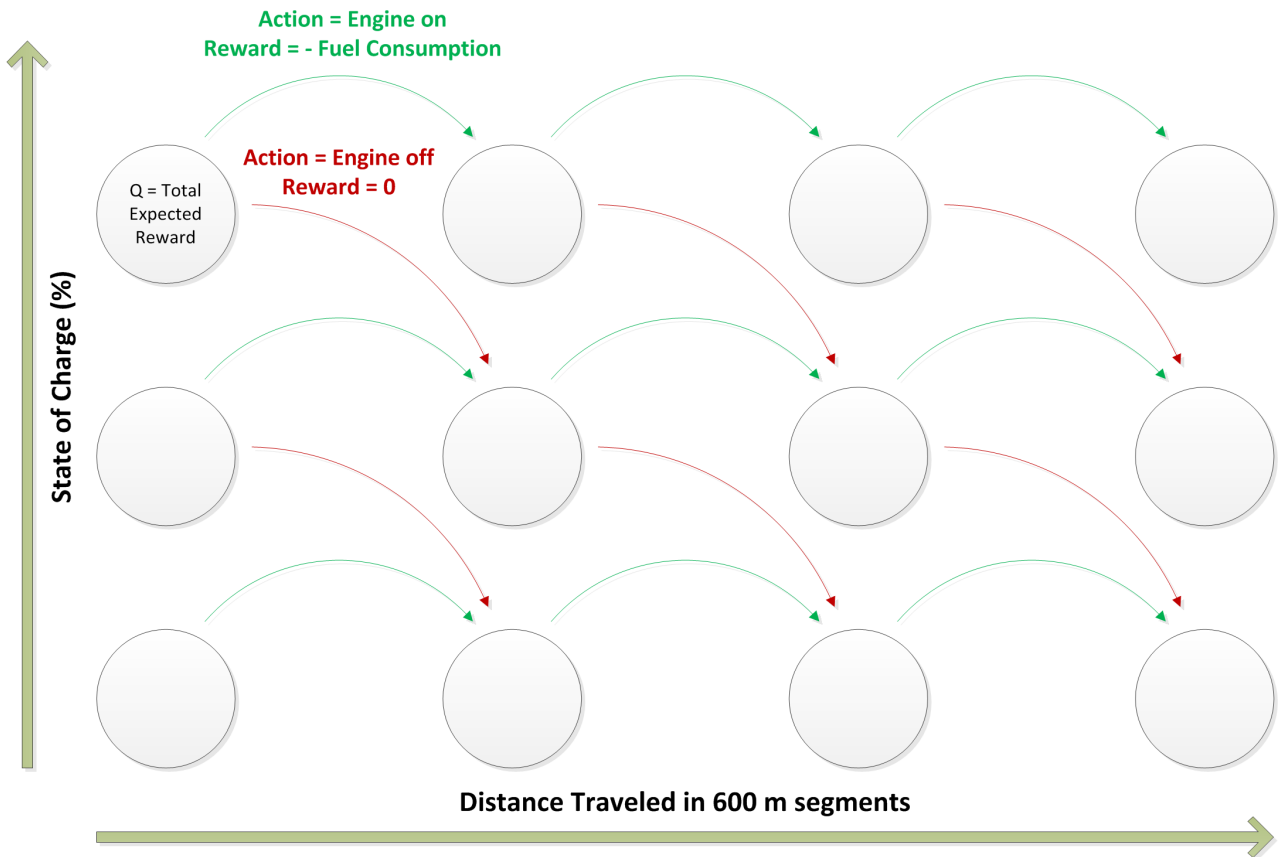 Action = Engine on
Reward = - Fuel Consumption
Action = Engine off
Reward = 0
Q = Total
Expected
Reward
State of Charge (%)
Distance Traveled in 600 m segments